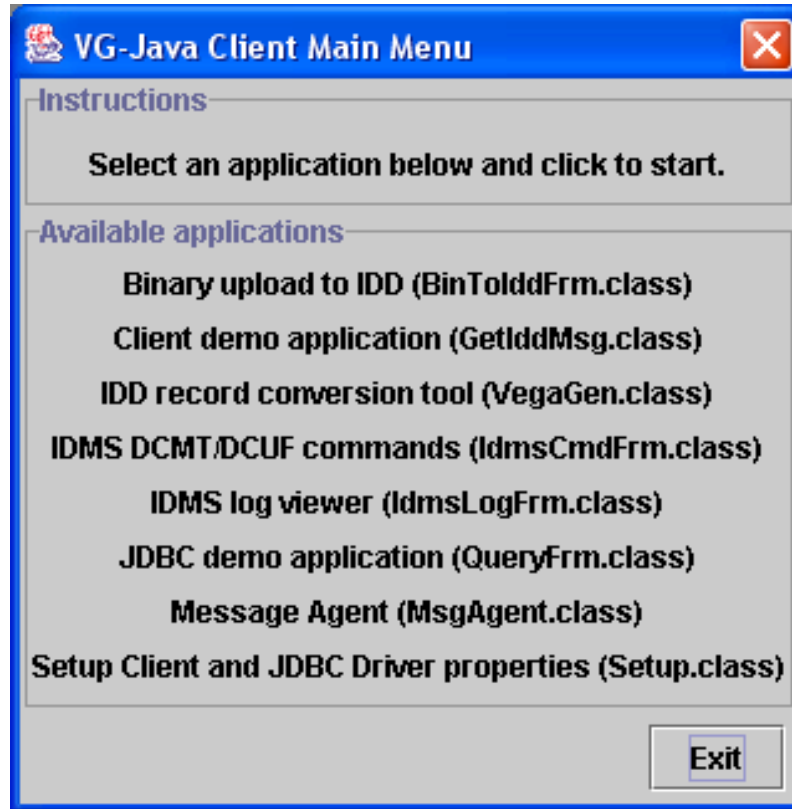 VG-Java Client Main Menu
Instructions
Select an application below and click to start.
Available applications
Binary upload to IDD (BinToIddFrm.class)
Client demo application (GetIddMsg.class)
IDD record conversion tool (VegaGen.class)
IDMS DCMT/DCUF commands (IdmsCmdFrm.class)
IDMS log viewer (IdmsLogFrm.class)
JDBC demo application (QueryFrm.class)
Message Agent (MsgAgent.class)
Setup Client and JDBC Driver properties (Setup.class)
Exit